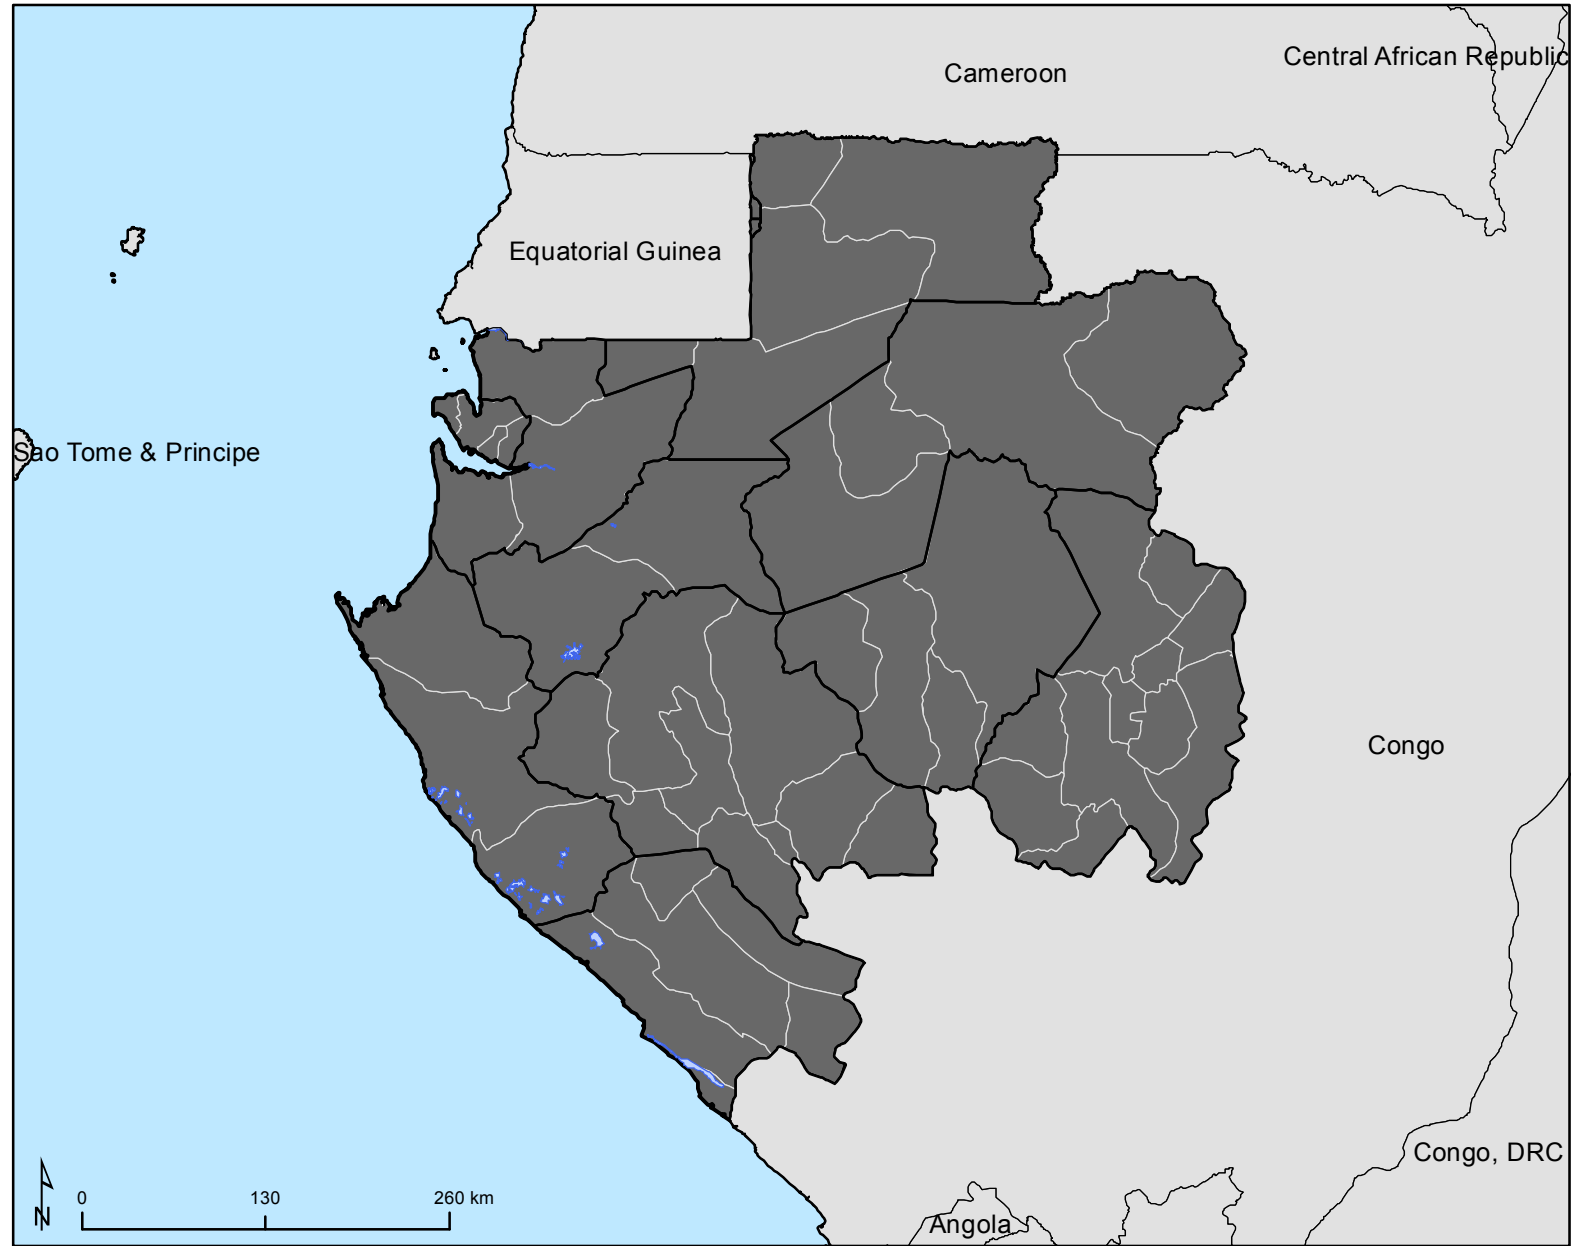 Central African Republic
Cameroon
Equatorial Guinea
Sao Tome & Principe
Congo
Congo, DRC
0 130 260 km
N
Angola